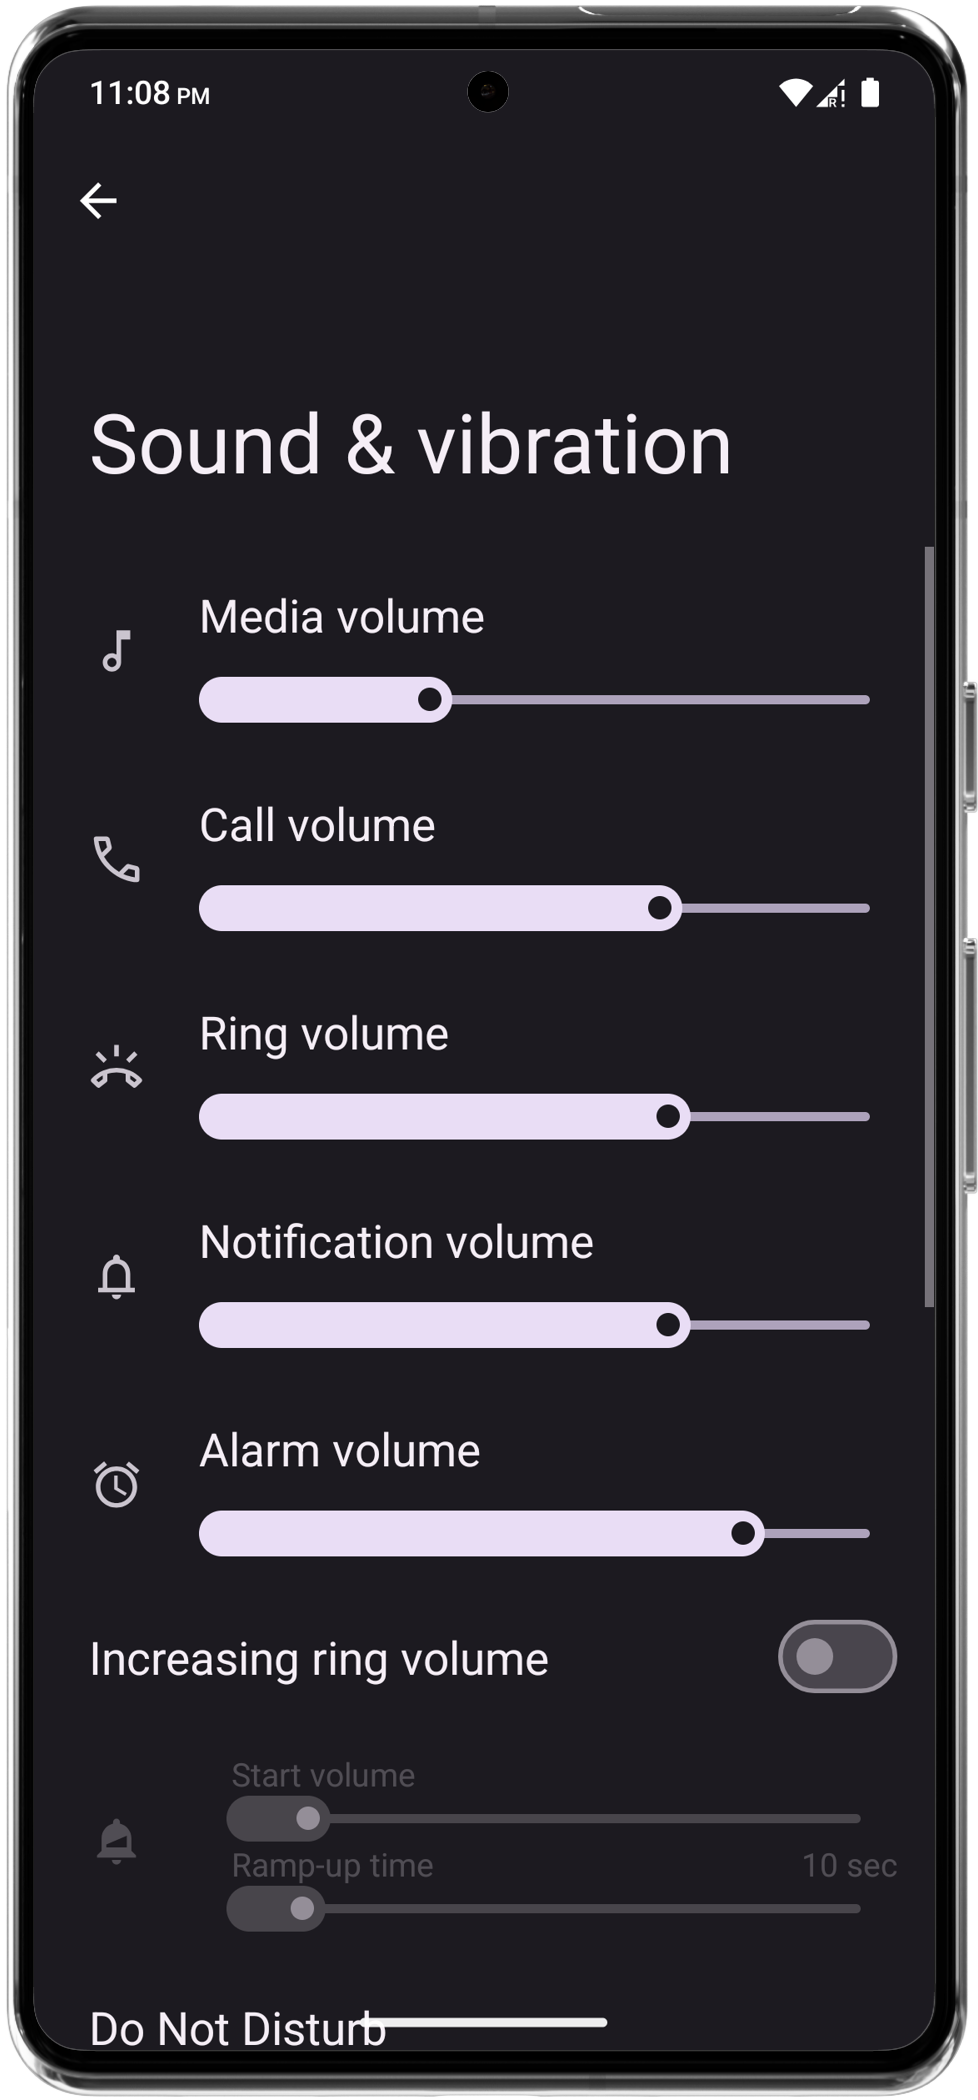 11:08 PM
R !
Sound & vibration
Media volume
Call volume
Ring volume
Notification volume
Alarm volume
Increasing ring volume
Start volume
Ramp-up time 10 sec
Do Not Disturb